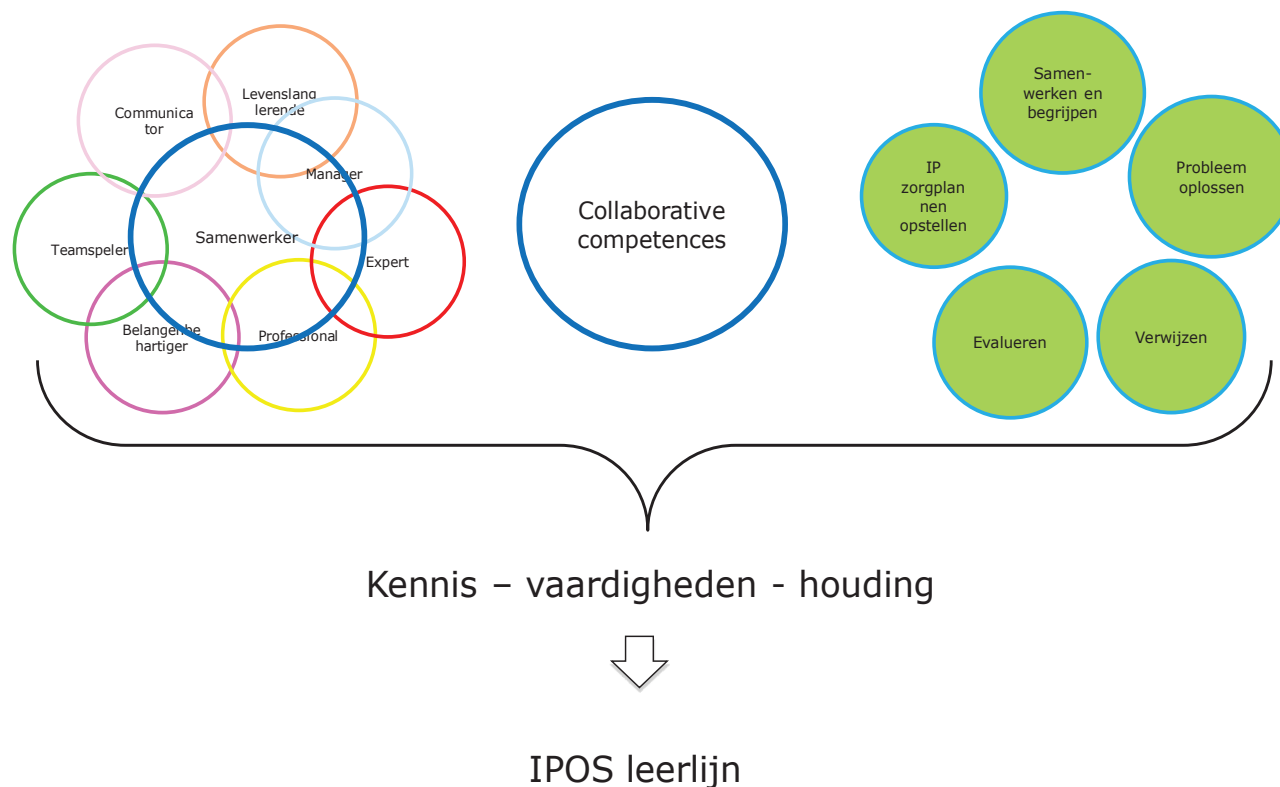 Communica
tor
Levenslang
lerende
Manager
Teamspeler
Samenwerker
Expert
Belangenbe
hartiger
Professional
Collaborative
competences
Samen-
werken en
begrijpen
IP
zorgplan
nen
opstellen
Probleem
oplossen
Evalueren
Verwijzen
Kennis – vaardigheden - houding
IPOS leerlijn